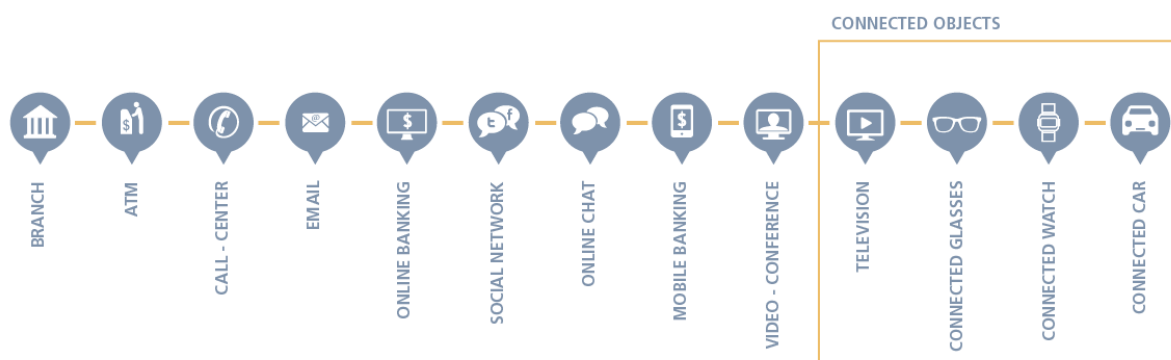 CONNECTED OBJECTS
$
@
$
t f
$
BRANCH
ATM
CALL - CENTER
EMAIL
ONLINE BANKING
SOCIAL NETWORK
ONLINE CHAT
MOBILE BANKING
VIDEO - CONFERENCE
TELEVISION
CONNECTED GLASSES
CONNECTED WATCH
CONNECTED CAR